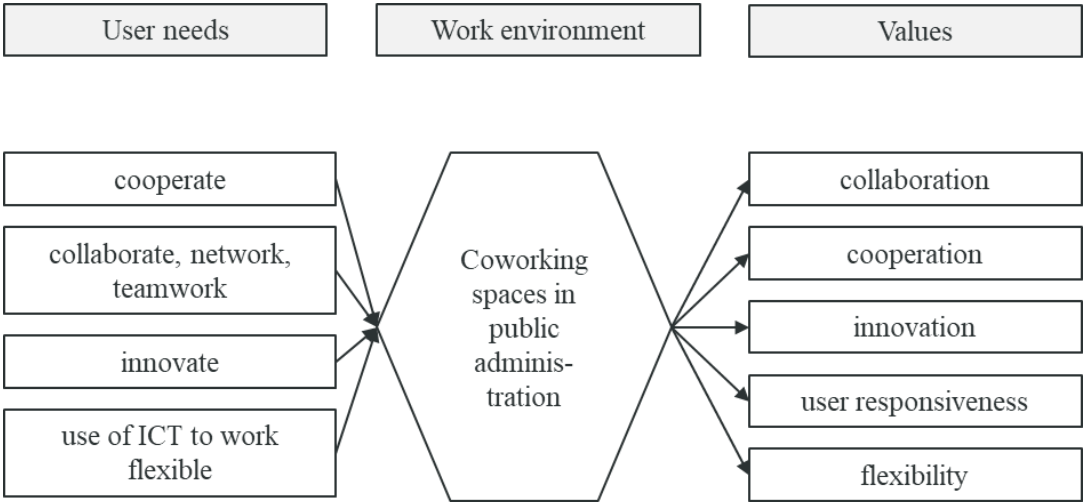 User needs
Work environment
Values
cooperate
collaborate, network,
teamwork
innovate
use of ICT to work
flexible
Coworking
spaces in
public
adminis-
tration
collaboration
cooperation
innovation
user responsiveness
flexibility